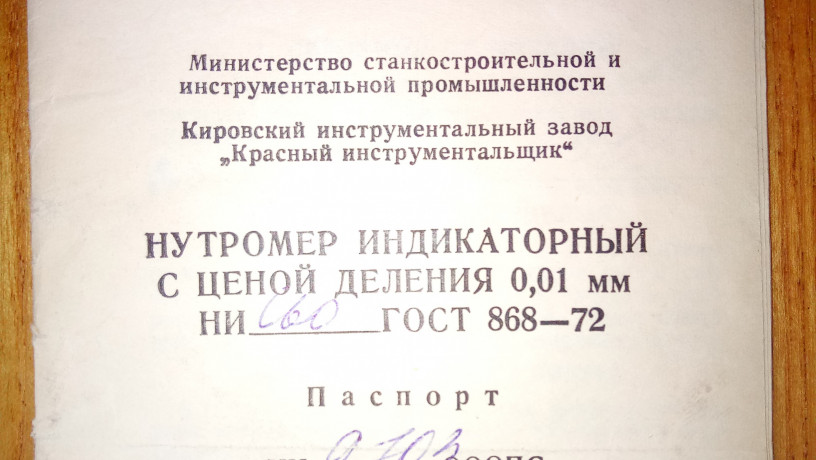 Министерство станкостроительной и
инструментальной промышленности
Кировский инструментальный завод
„Красный инструментальщик“
НУТРОМЕР ИНДИКАТОРНЫЙ
С ЦЕНОЙ ДЕЛЕНИЯ 0,01 мм
НИ ГОСТ 868—72
Паспорт